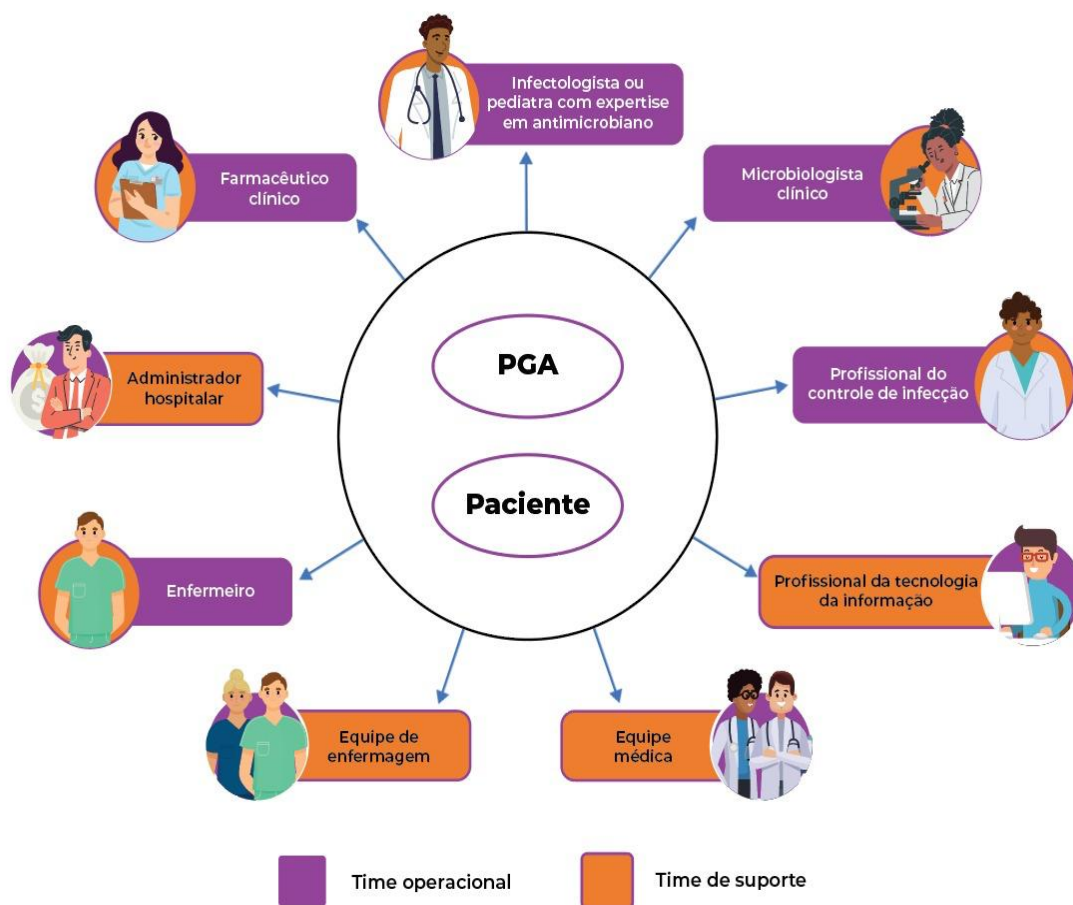 Infectologista ou
pediatra com expertise
em antimicrobiano
Farmacêutico
clínico
Microbiologista
clínico
PGA
Profissional do
controle de infecção
Administrador
hospitalar
Paciente
Enfermeiro
Profissional da tecnologia
da informação
Equipe de
enfermagem
Equipe
médica
Time operacional
Time de suporte